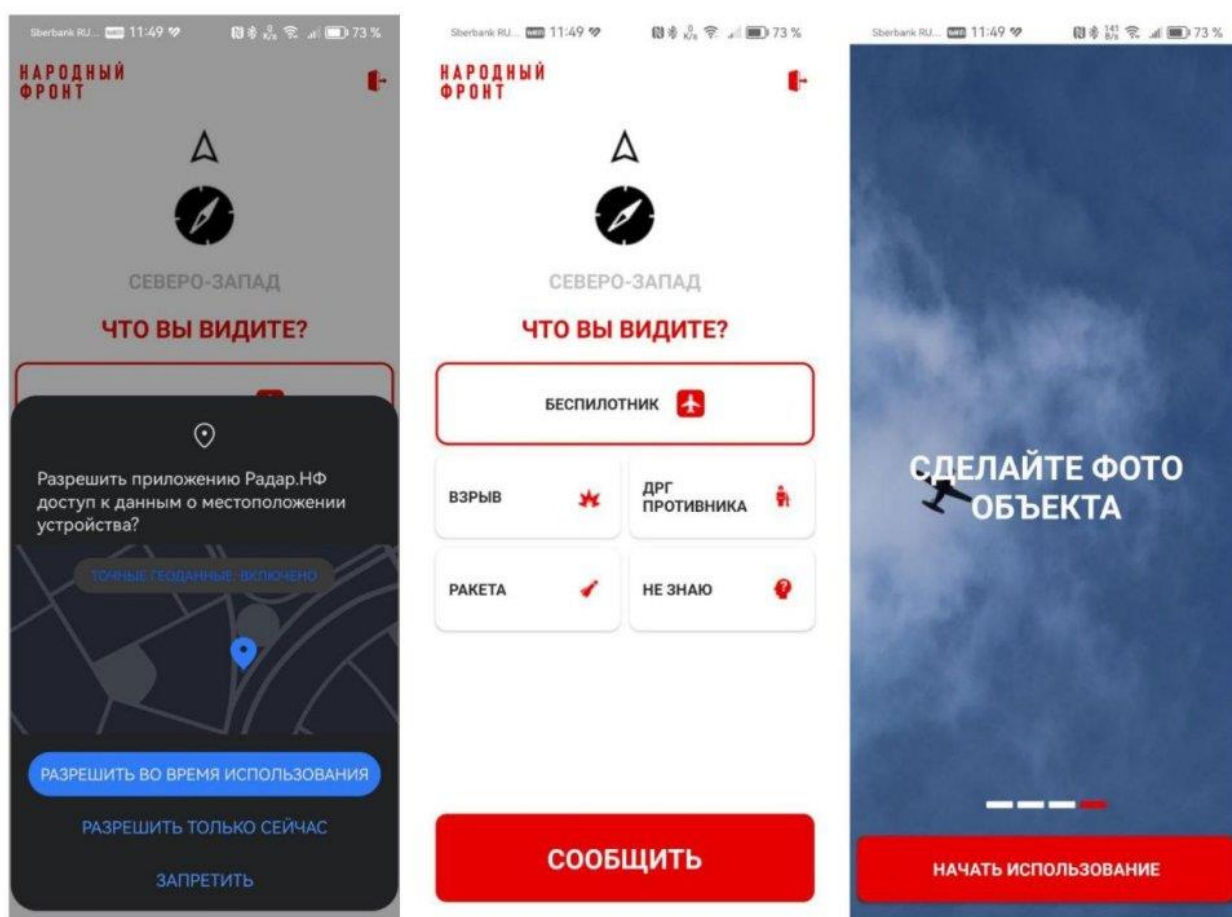 Sberbank RU... 11:49 73 %
НАРОДНЫЙ
ФРОНТ
СЕВЕРО-ЗАПАД
ЧТО ВЫ ВИДИТЕ?
Разрешить приложению Радар.НФ
доступ к данным о местоположении
устройства?
ТОЧНЫЕ ГЕОДАННЫЕ: ВКЛЮЧЕНО
РАЗРЕШИТЬ ВО ВРЕМЯ ИСПОЛЬЗОВАНИЯ
РАЗРЕШИТЬ ТОЛЬКО СЕЙЧАС
ЗАПРЕТИТЬ
Sberbank RU... 11:49 73 %
НАРОДНЫЙ
ФРОНТ
СЕВЕРО-ЗАПАД
ЧТО ВЫ ВИДИТЕ?
БЕСПИЛОТНИК
ВЗРЫВ
ДРГ
ПРОТИВНИКА
РАКЕТА
НЕ ЗНАЮ
СООБЩИТЬ
Sberbank RU... 11:49 73 %
СДЕЛАЙТЕ ФОТО
ОБЪЕКТА
НАЧАТЬ ИСПОЛЬЗОВАНИЕ